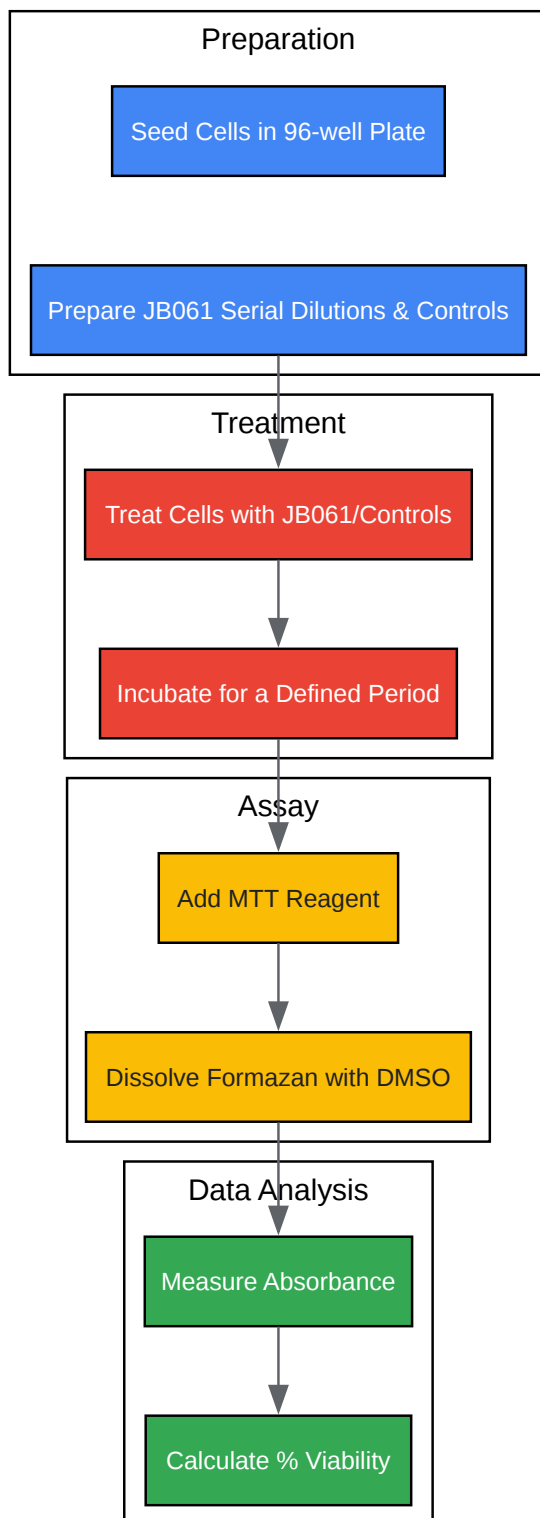 Preparation
Seed Cells in 96-well Plate
Prepare JB061 Serial Dilutions & Controls
Treatment
Treat Cells with JB061/Controls
Incubate for a Defined Period
Assay
Add MTT Reagent
Dissolve Formazan with DMSO
Data Analysis
Measure Absorbance
Calculate % Viability